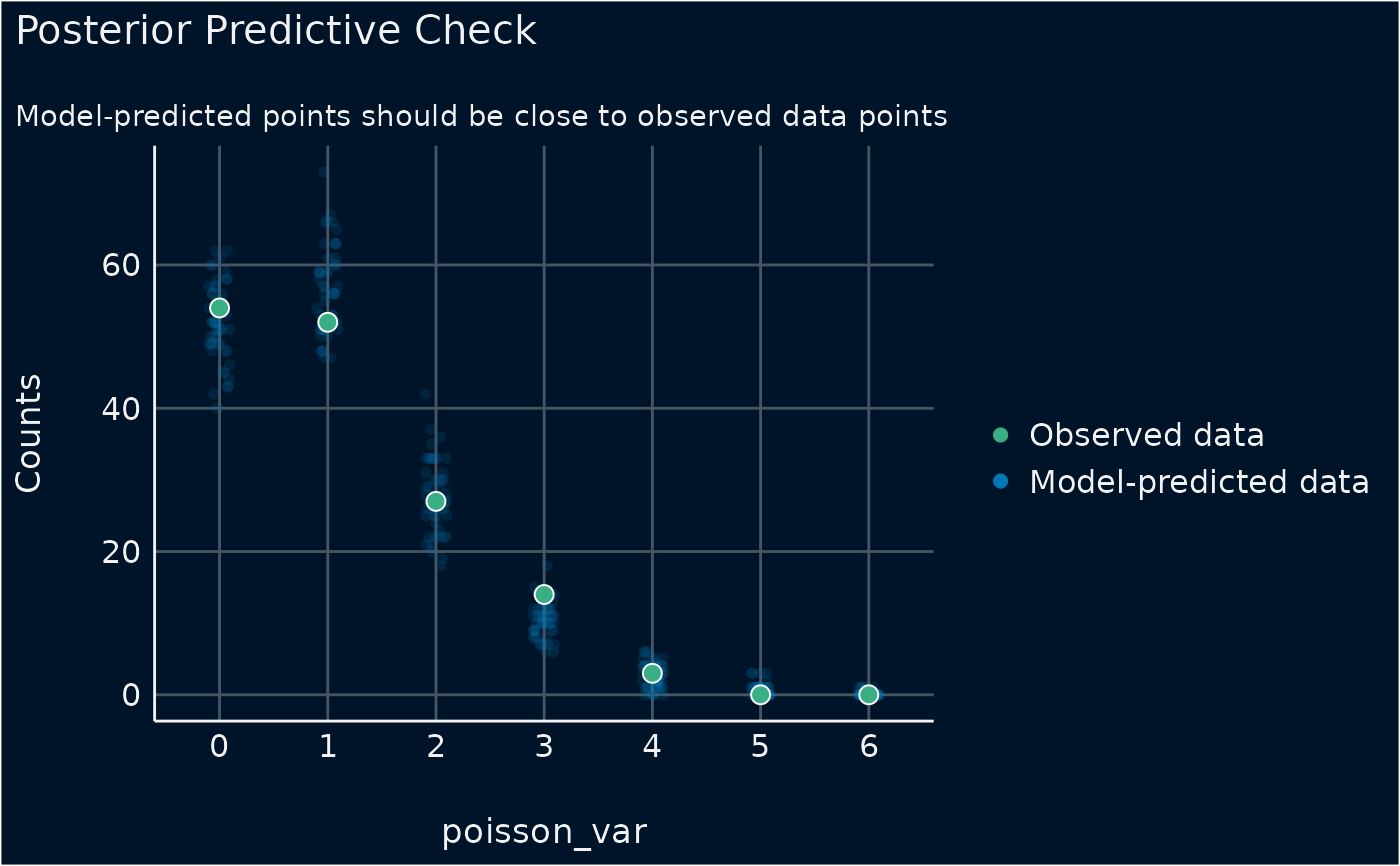 Posterior Predictive Check
Model-predicted points should be close to observed data points
Counts
60
40
20
0
0 1 2 3 4 5 6
poisson_var
Observed data
Model-predicted data